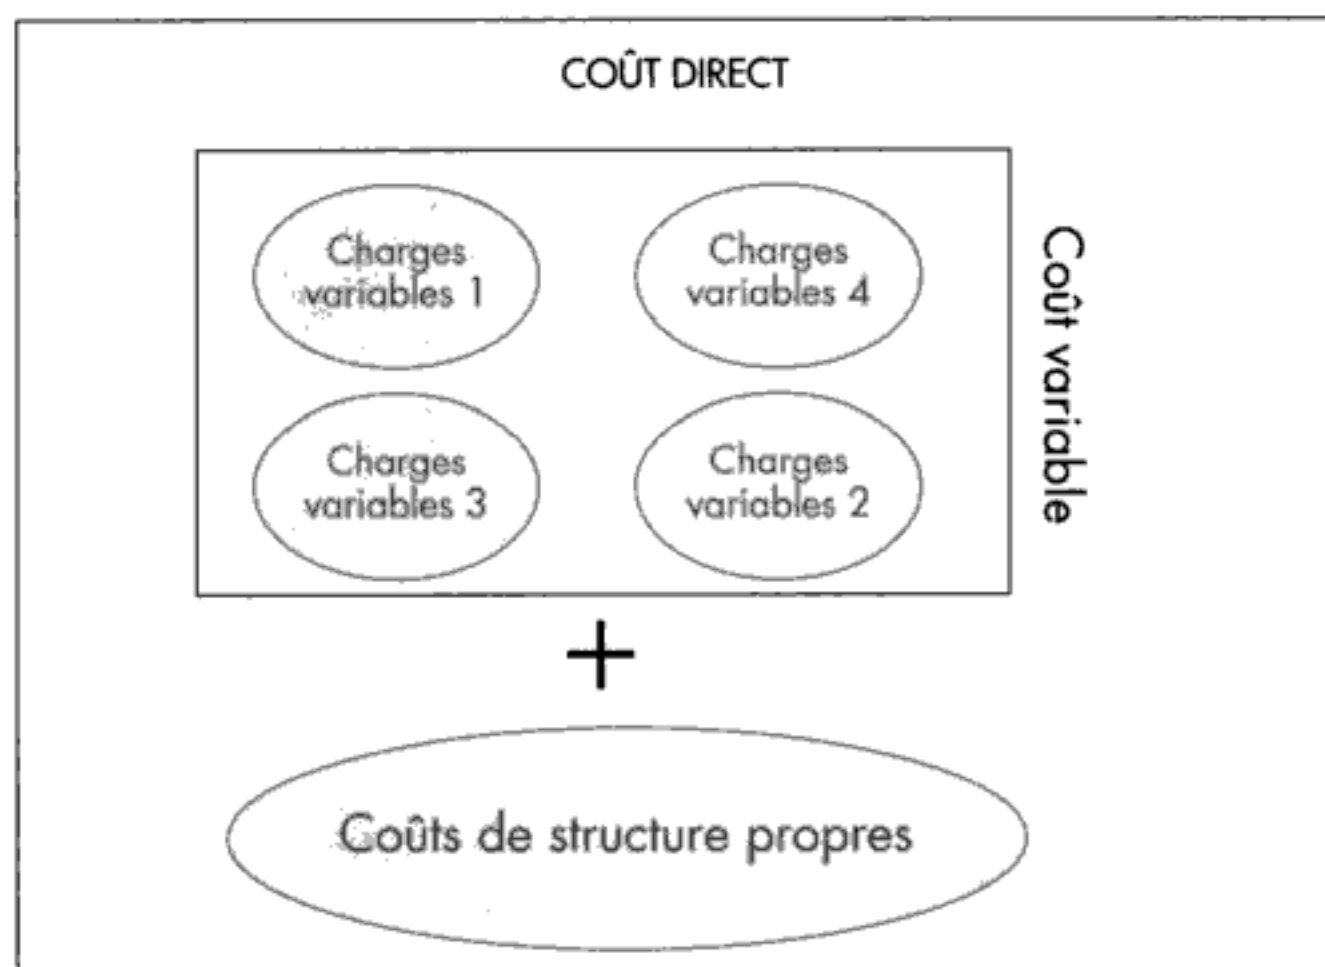 COÛT DIRECT
Charges
variables 1
Charges
variables 4
Charges
variables 3
Charges
variables 2
Coût variable
+
Coûts de structure propres